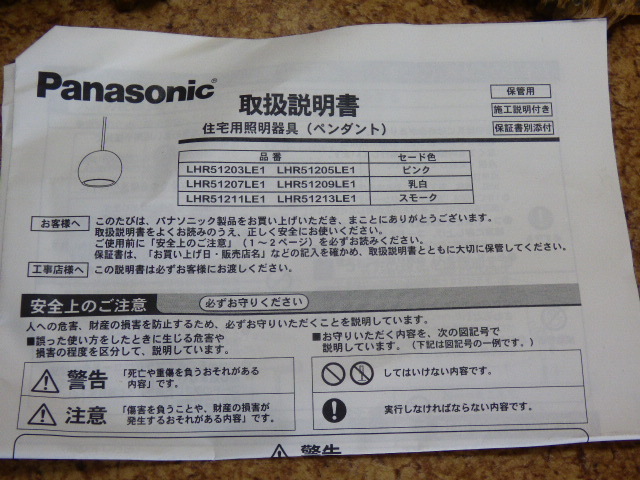 Panasonic®
取扱説明書
住宅用照明器具（ペンダント）
保管用
施工説明付き
保証書別添付
品番 セード色
LHR51203LE1 LHR51205LE1 ピンク
LHR51207LE1 LHR51209LE1 乳白
LHR51211LE1 LHR51213LE1 スモーク
お客様へ このたびは、パナソニック製品をお買い上げいただき、まことにありがとうございます。
取扱説明書をよくお読みのうえ、正しく安全にお使いください。
ご使用前に「安全上のご注意」（1～2ページ）を必ずお読みください。
保証書は、「お買い上げ日・販売店名」などの記入を確かめ、取扱説明書とともに大切に保管してください。
工事店様へ この説明書は必ずお客様にお渡しください。
安全上のご注意 必ずお守りください
人への危害、財産の損害を防止するため、必ずお守りいただくことを説明しています。
■誤った使い方をしたときに生じる危害や
損害の程度を区分して、説明しています。
警告 「死亡や重傷を負うおそれがある
内容」です。
注意 「傷害を負うことや、財産の損害が
発生するおそれがある内容」です。
■お守りいただく内容を、次の図記号で
説明しています。（下記は図記号の一例です。）
してはいけない内容です。
実行しなければならない内容です。
警告